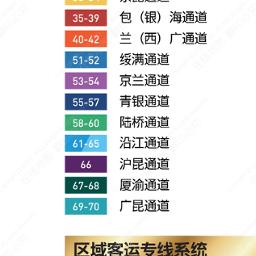 35-39 包（银）海通道
40-42 兰（西）广通道
51-52 绥满通道
53-54 京兰通道
55-57 青银通道
58-60 陆桥通道
61-65 沿江通道
66 沪昆通道
67-68 厦渝通道
69-70 广昆通道
区域客运专线系统